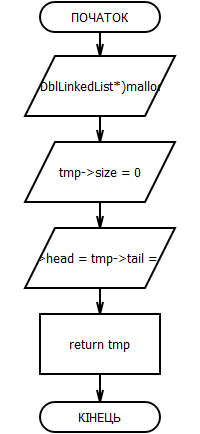 ПОЧАТОК
DblLinkedList*)malloc
tmp->size = 0
>head = tmp->tail =
return tmp
КІНЕЦЬ